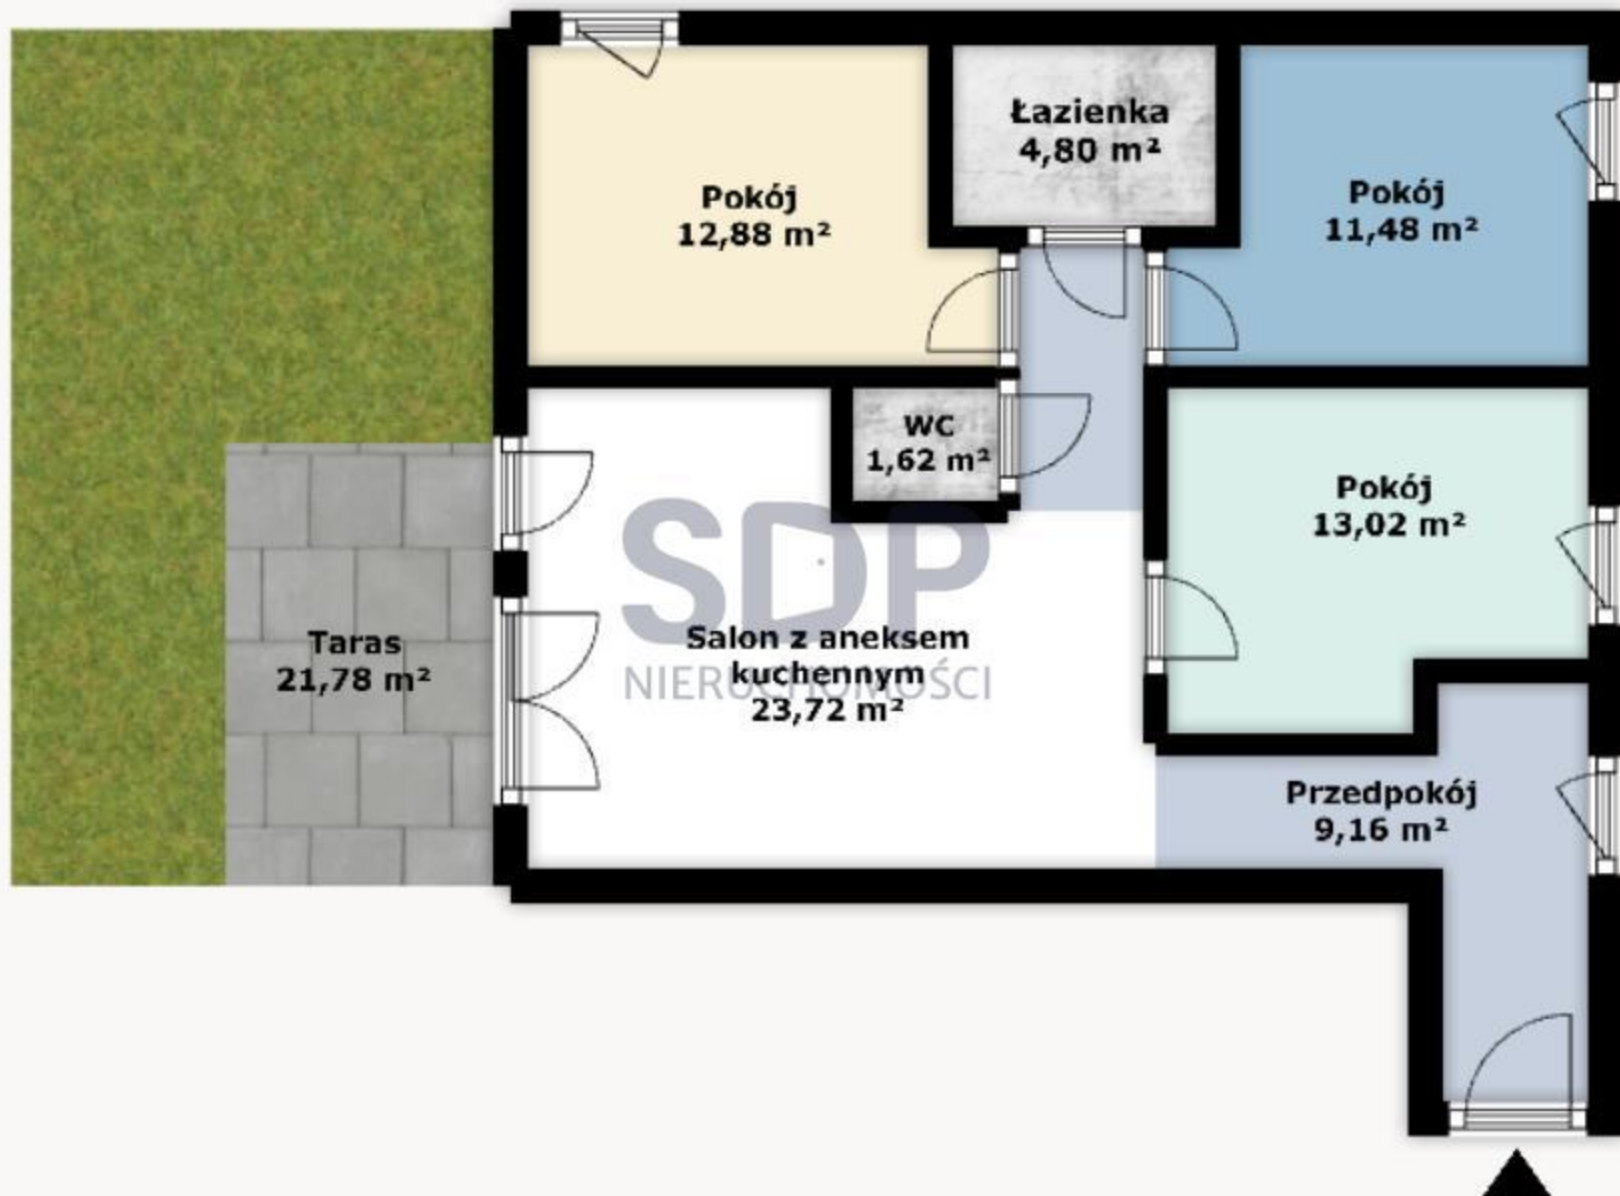 Łazienka
4,80 m²
Pokój
12,88 m²
Pokój
11,48 m²
WC
1,62 m²
Pokój
13,02 m²
SDP
NIERUCHOMOŚCI
Taras
21,78 m²
Salon z aneksem
kuchennym
23,72 m²
Przedpokój
9,16 m²